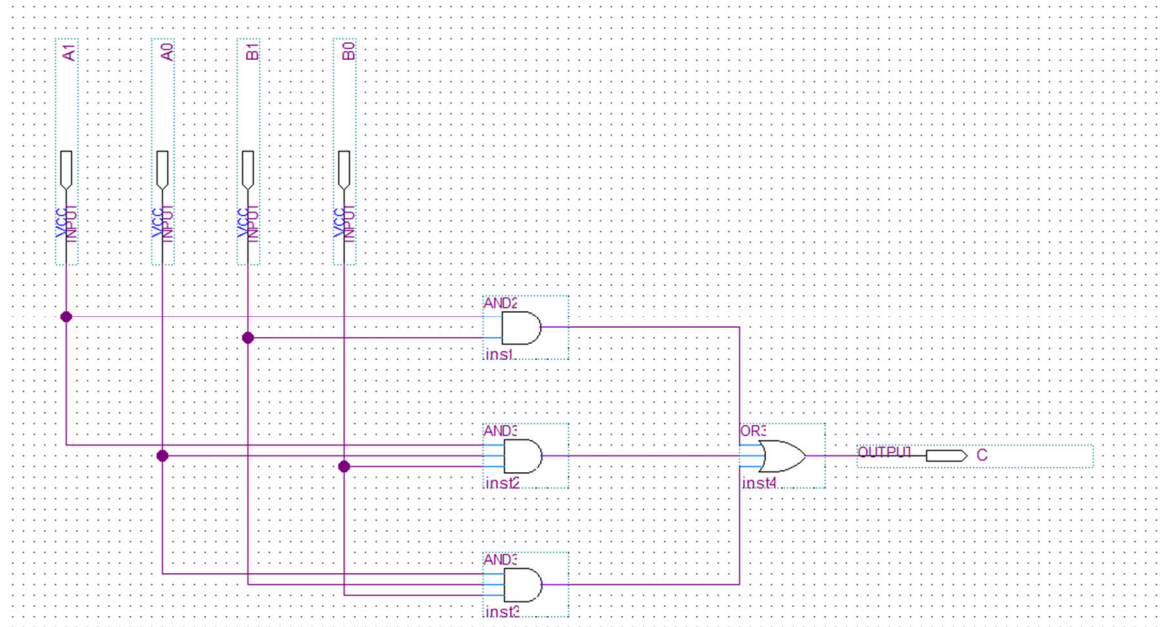 A1
A0
B1
B0
VCC
INPUT
VCC
INPUT
VCC
INPUT
VCC
INPUT
AND2
inst
AND3
inst2
OR3
inst4
OUTPUT
C
AND3
inst3